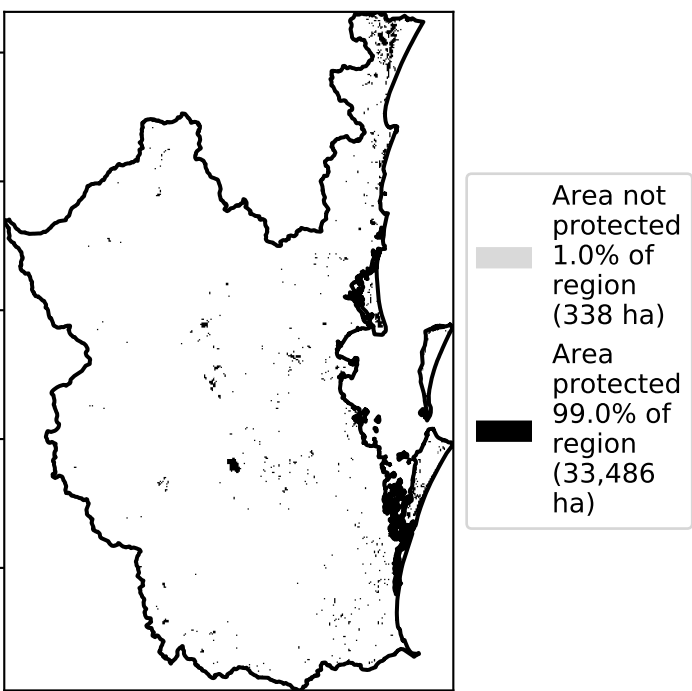 Area not
protected
1.0% of
region
(338 ha)
Area
protected
99.0% of
region
(33,486
ha)